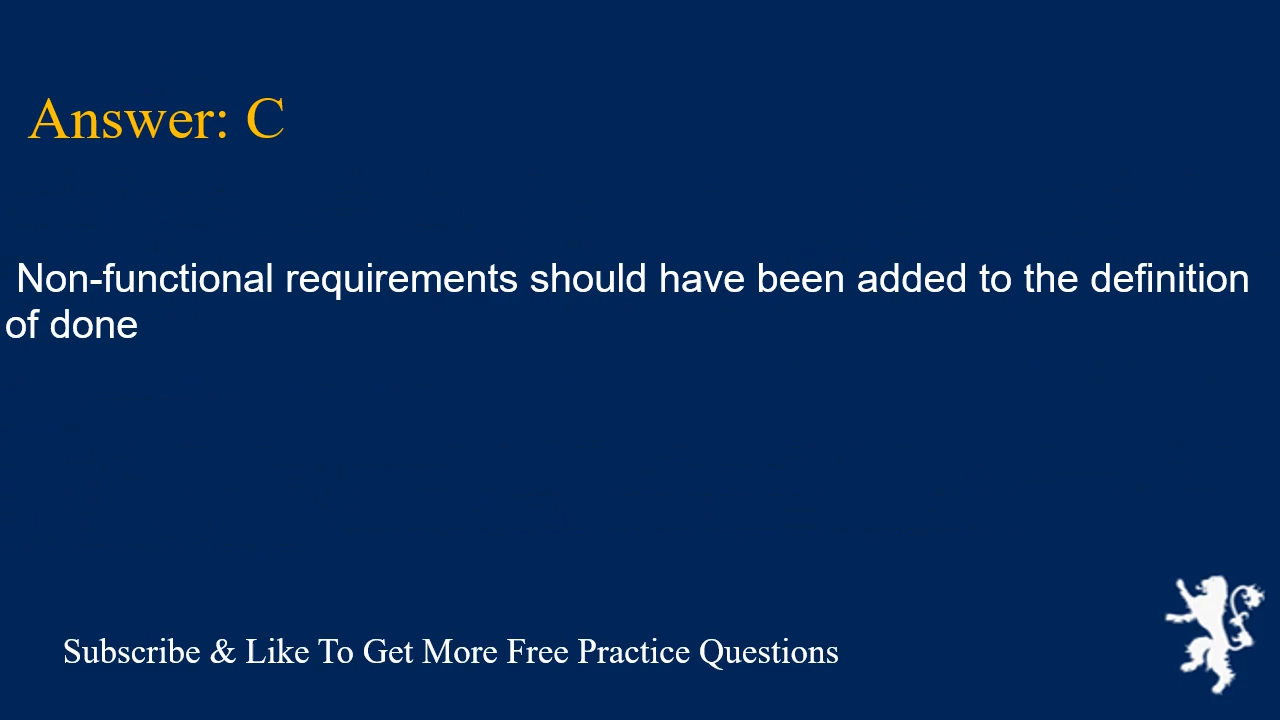 Answer: C
Non-functional requirements should have been added to the definition
of done
Subscribe & Like To Get More Free Practice Questions